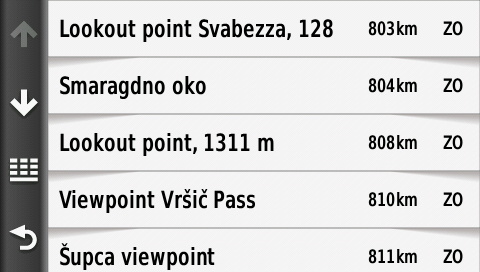 Lookout point Svabezza, 128 803km ZO
Smaragdno oko 804km ZO
Lookout point, 1311 m 808km ZO
Viewpoint Vršič Pass 810km ZO
Šupca viewpoint 811km ZO